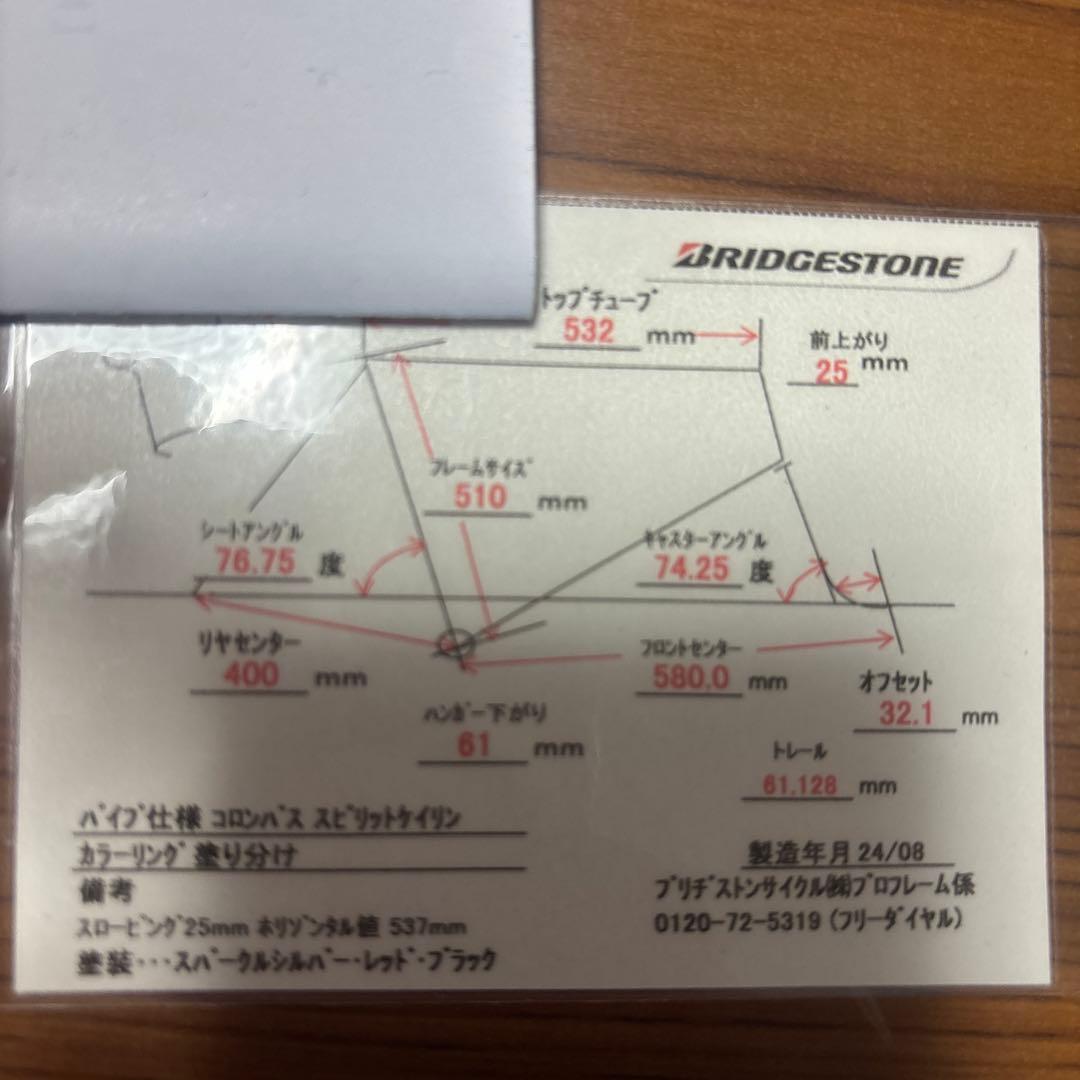 BRIDGESTONE
トップチューブ
532 mm
前上がり
25 mm
フレームサイズ
510 mm
シートアングル
76.75 度
キャスターアングル
74.25 度
リヤセンター
400 mm
フロントセンター
580.0 mm
オフセット
32.1 mm
ハンガー下がり
61 mm
トレール
61.128 mm
パイプ仕様 コロンバス スピリットケイリン
カラーリング 塗り分け
備考
スローピング25mm ホリゾンタル値 537mm
塗装・・・スパークルシルバー・レッド・ブラック
製造年月 24/08
ブリヂストンサイクル㈱プロフレーム係
0120-72-5319 (フリーダイヤル)